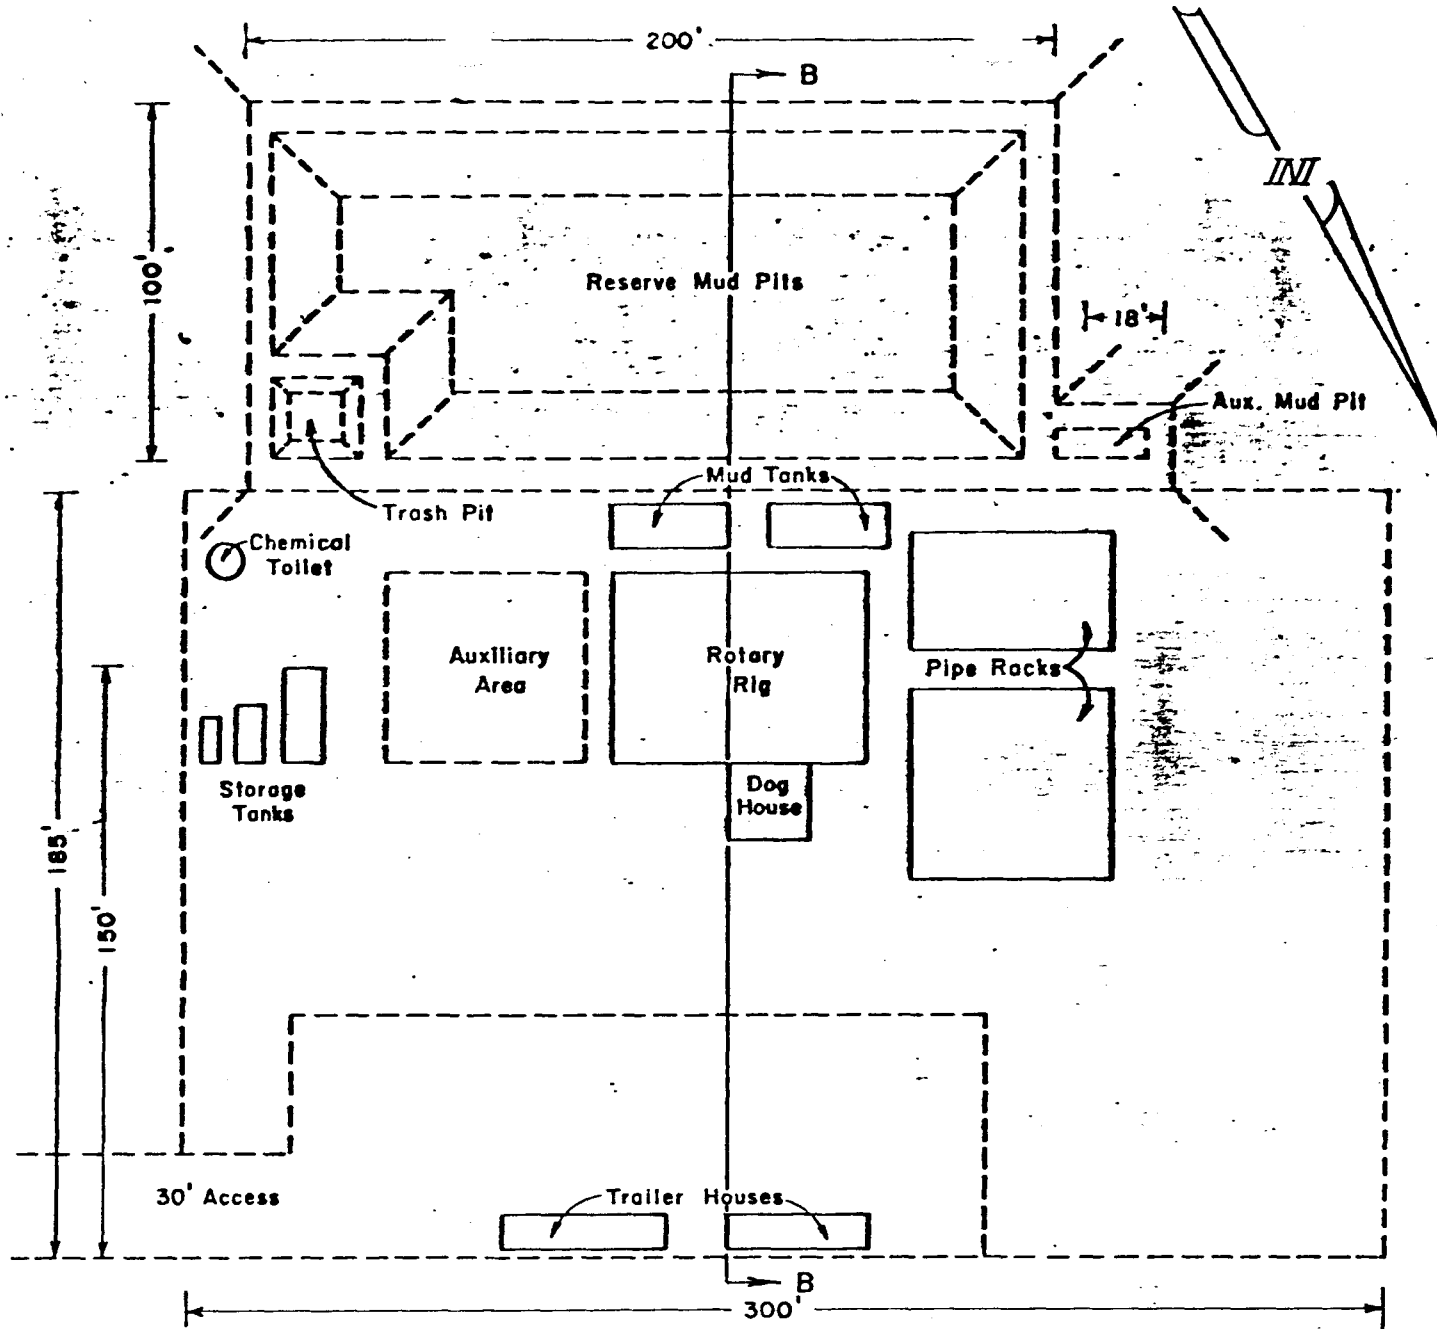 200'
B
100'
Reserve Mud Pits
18'
Aux. Mud Pit
Mud Tanks
Trash Pit
Chemical
Toilet
Auxiliary
Area
Rotary
Rig
Pipe Racks
Storage
Tanks
Dog
House
185'
150'
30' Access
Trailer Houses
B
300'